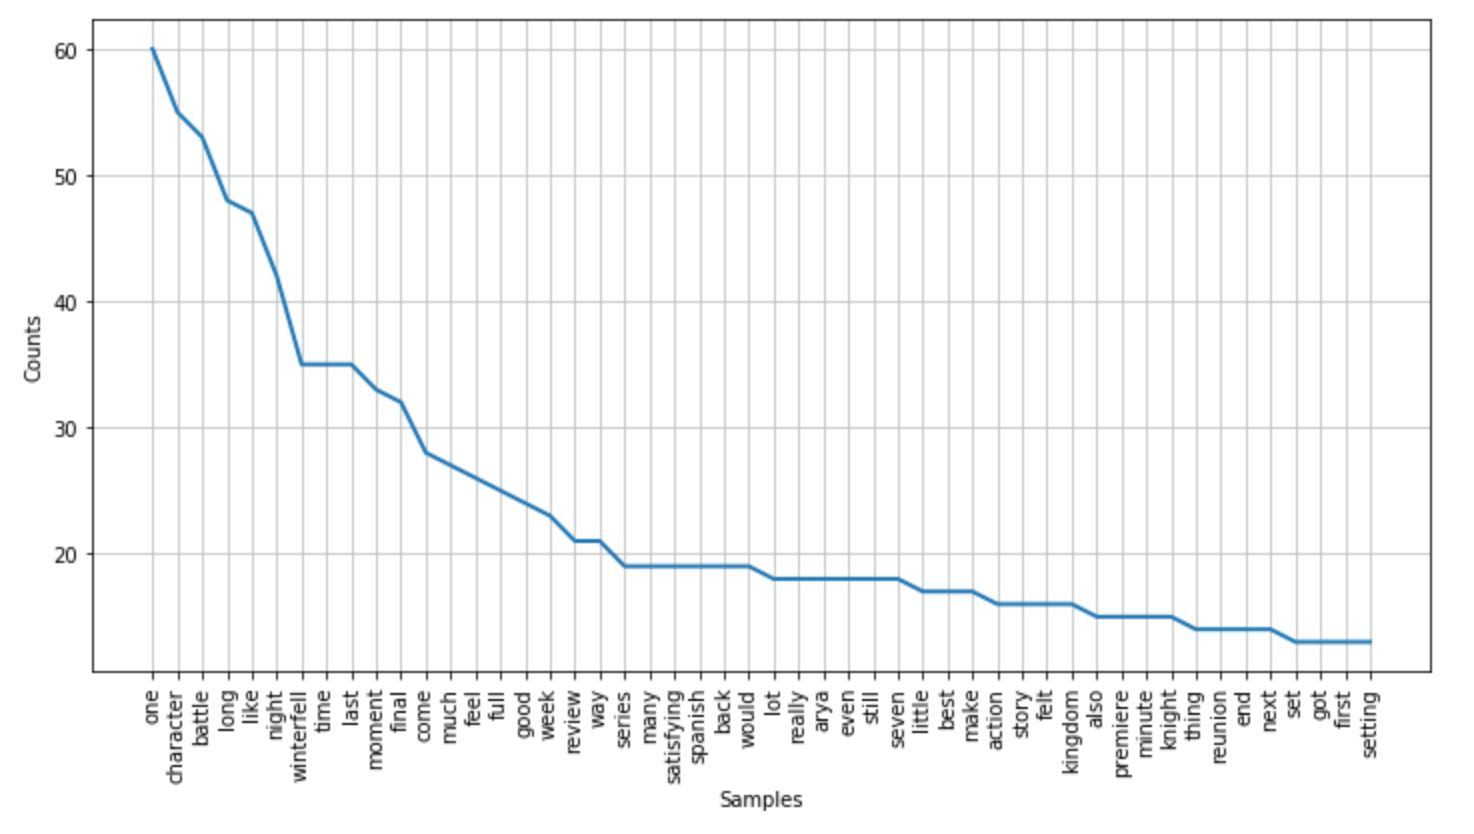 60
50
40
30
20
Counts
one
character
battle
long
like
night
winterfell
time
last
moment
final
come
much
feel
full
good
week
review
way
series
many
satisfying
spanish
back
would
lot
really
arya
even
still
seven
little
best
make
action
story
felt
kingdom
also
premiere
minute
knight
thing
reunion
end
next
set
got
first
setting
Samples